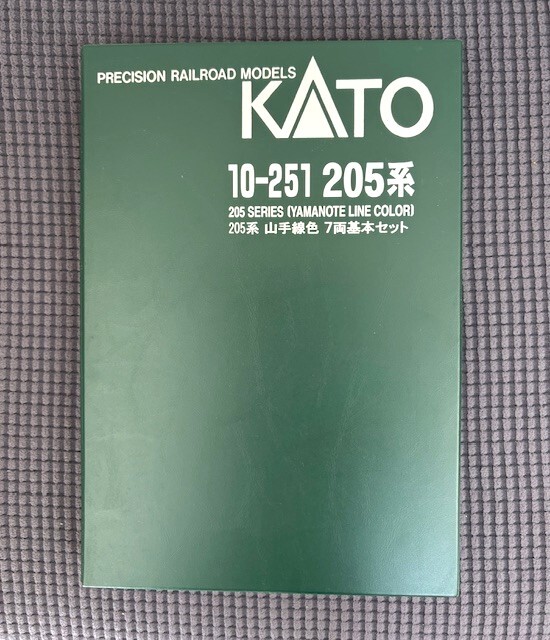 PRECISION RAILROAD MODELS
KATO
10-251 205系
205 SERIES (YAMANOTE LINE COLOR)
205系 山手線色 7両基本セット